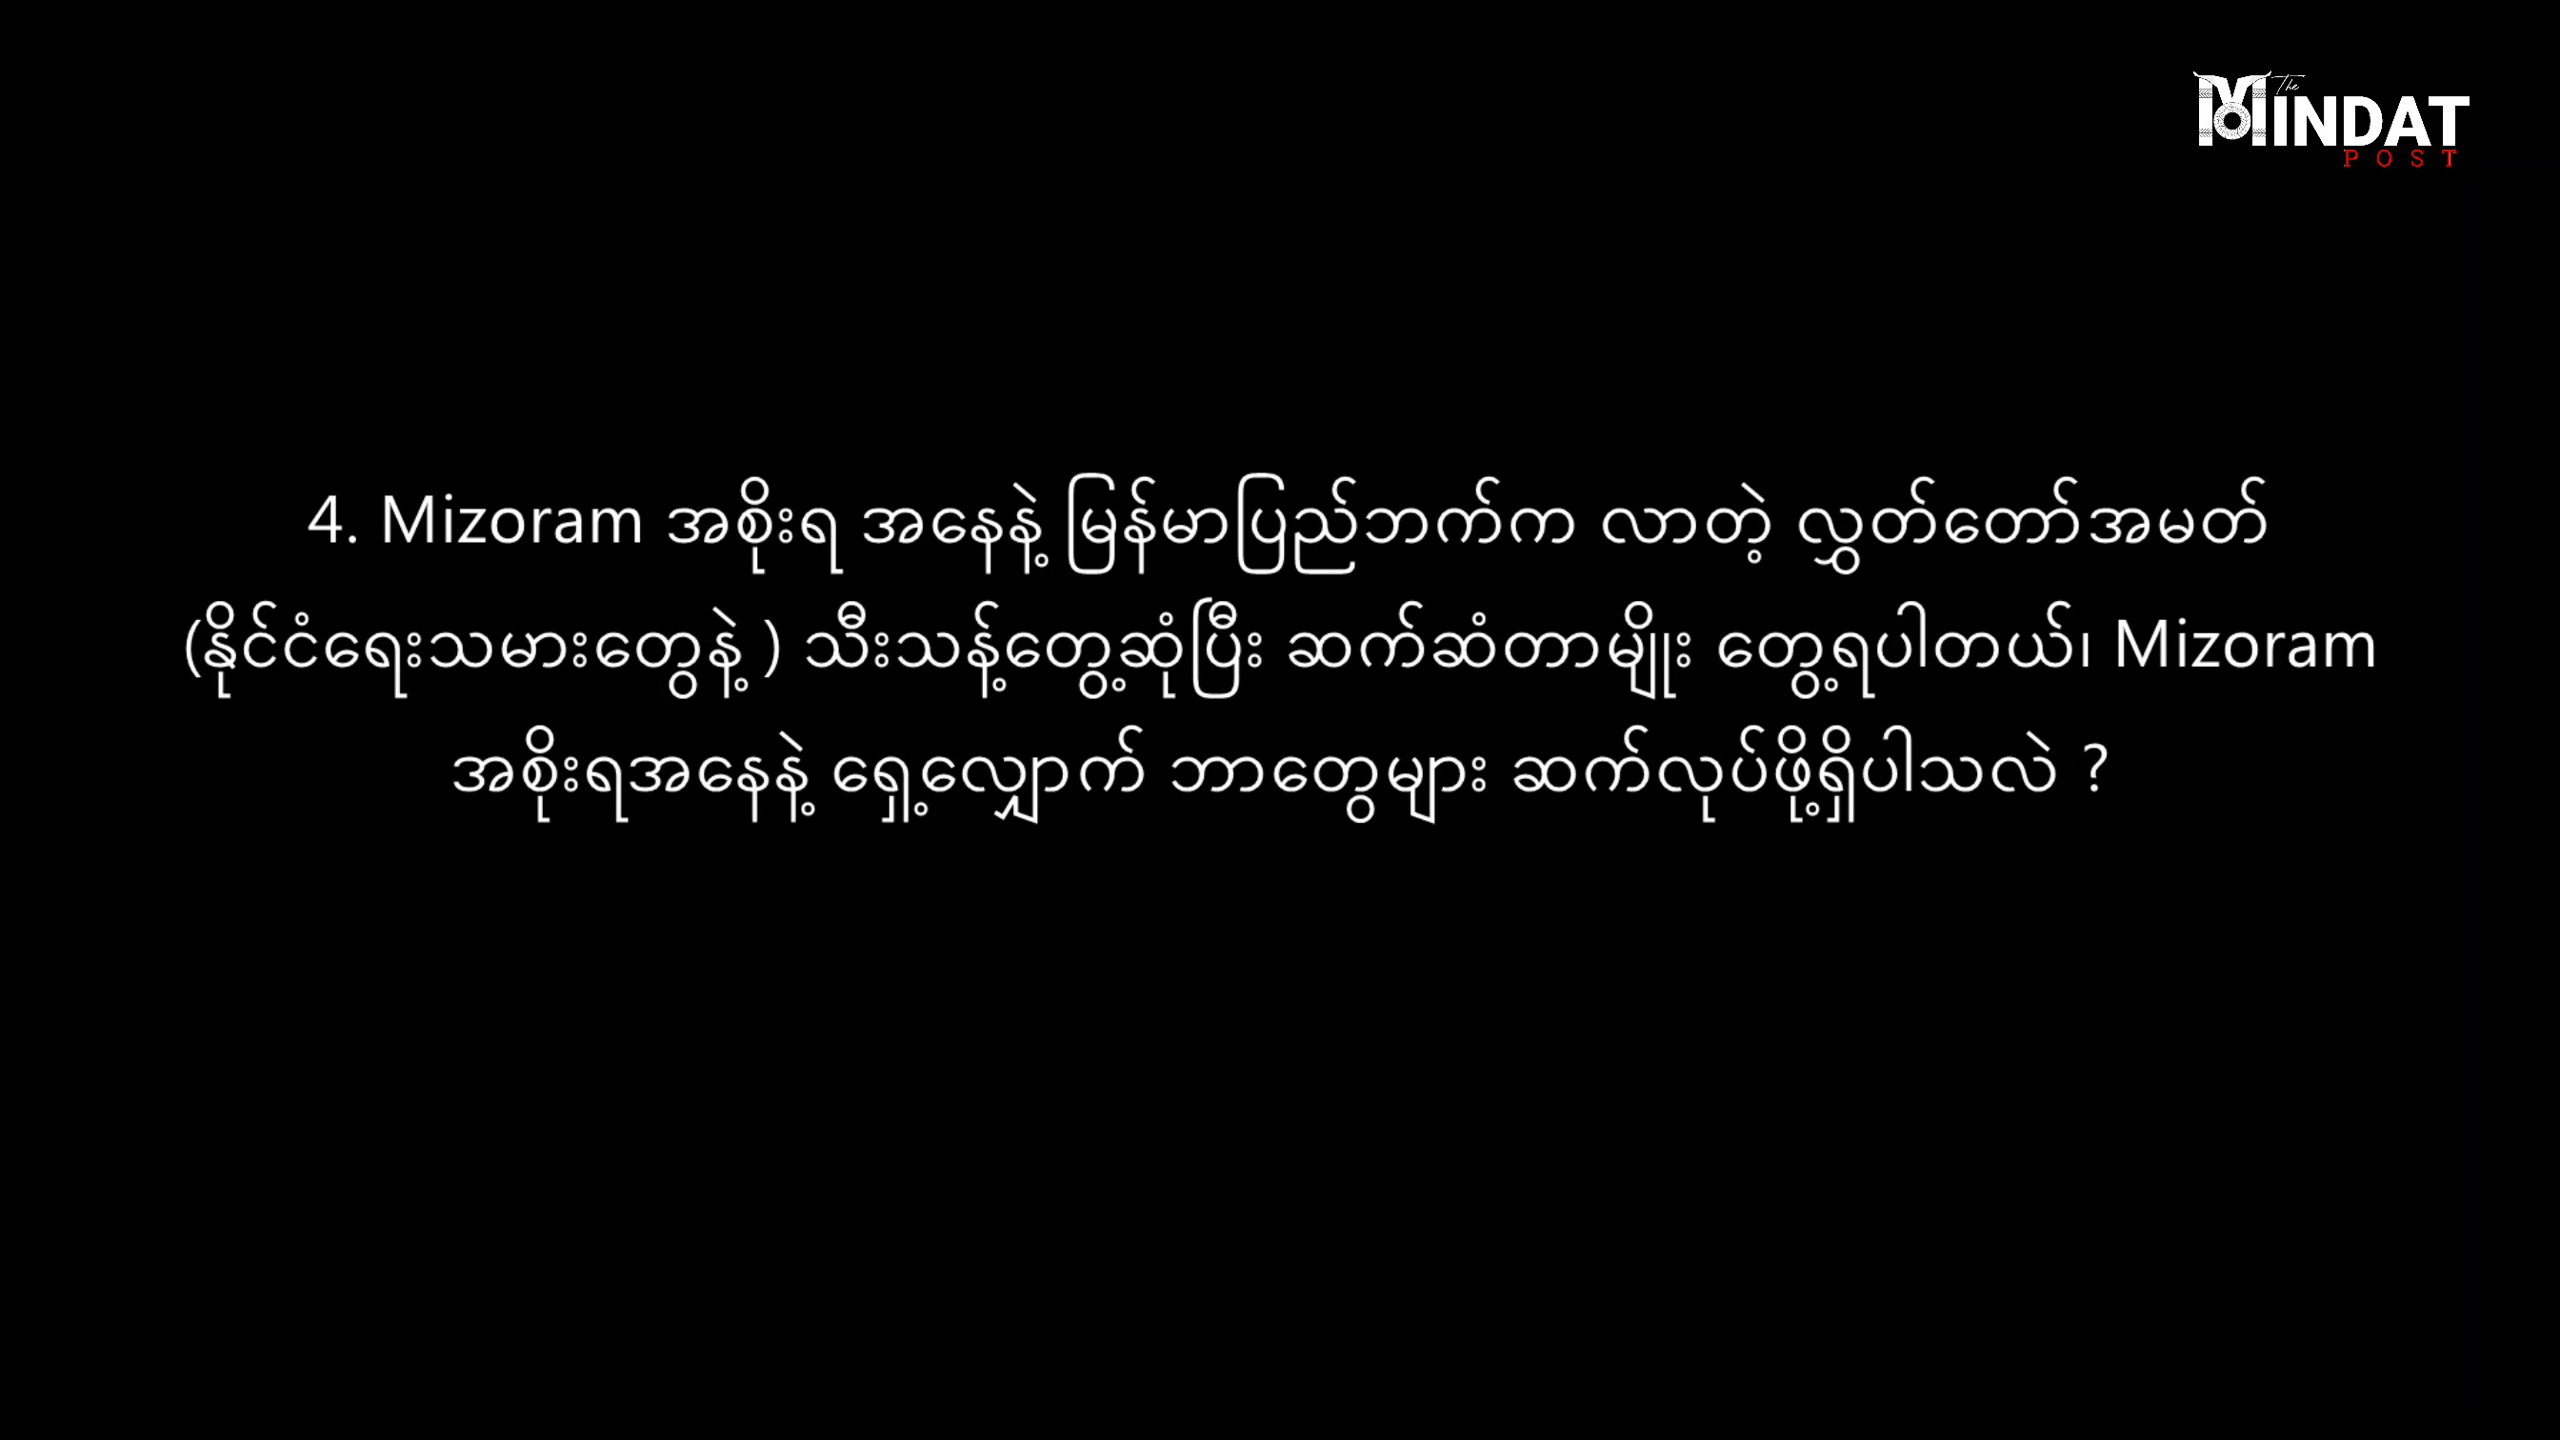 The
MINDAT
POST
4. Mizoram အစိုးရ အနေနဲ့ မြန်မာပြည်ဘက်က လာတဲ့ လွှတ်တော်အမတ်
(နိုင်ငံရေးသမားတွေနဲ့ ) သီးသန့်တွေ့ဆုံပြီး ဆက်ဆံတာမျိုး တွေ့ရပါတယ်၊ Mizoram
အစိုးရအနေနဲ့ ရှေ့လျှောက် ဘာတွေများ ဆက်လုပ်ဖို့ရှိပါသလဲ ?